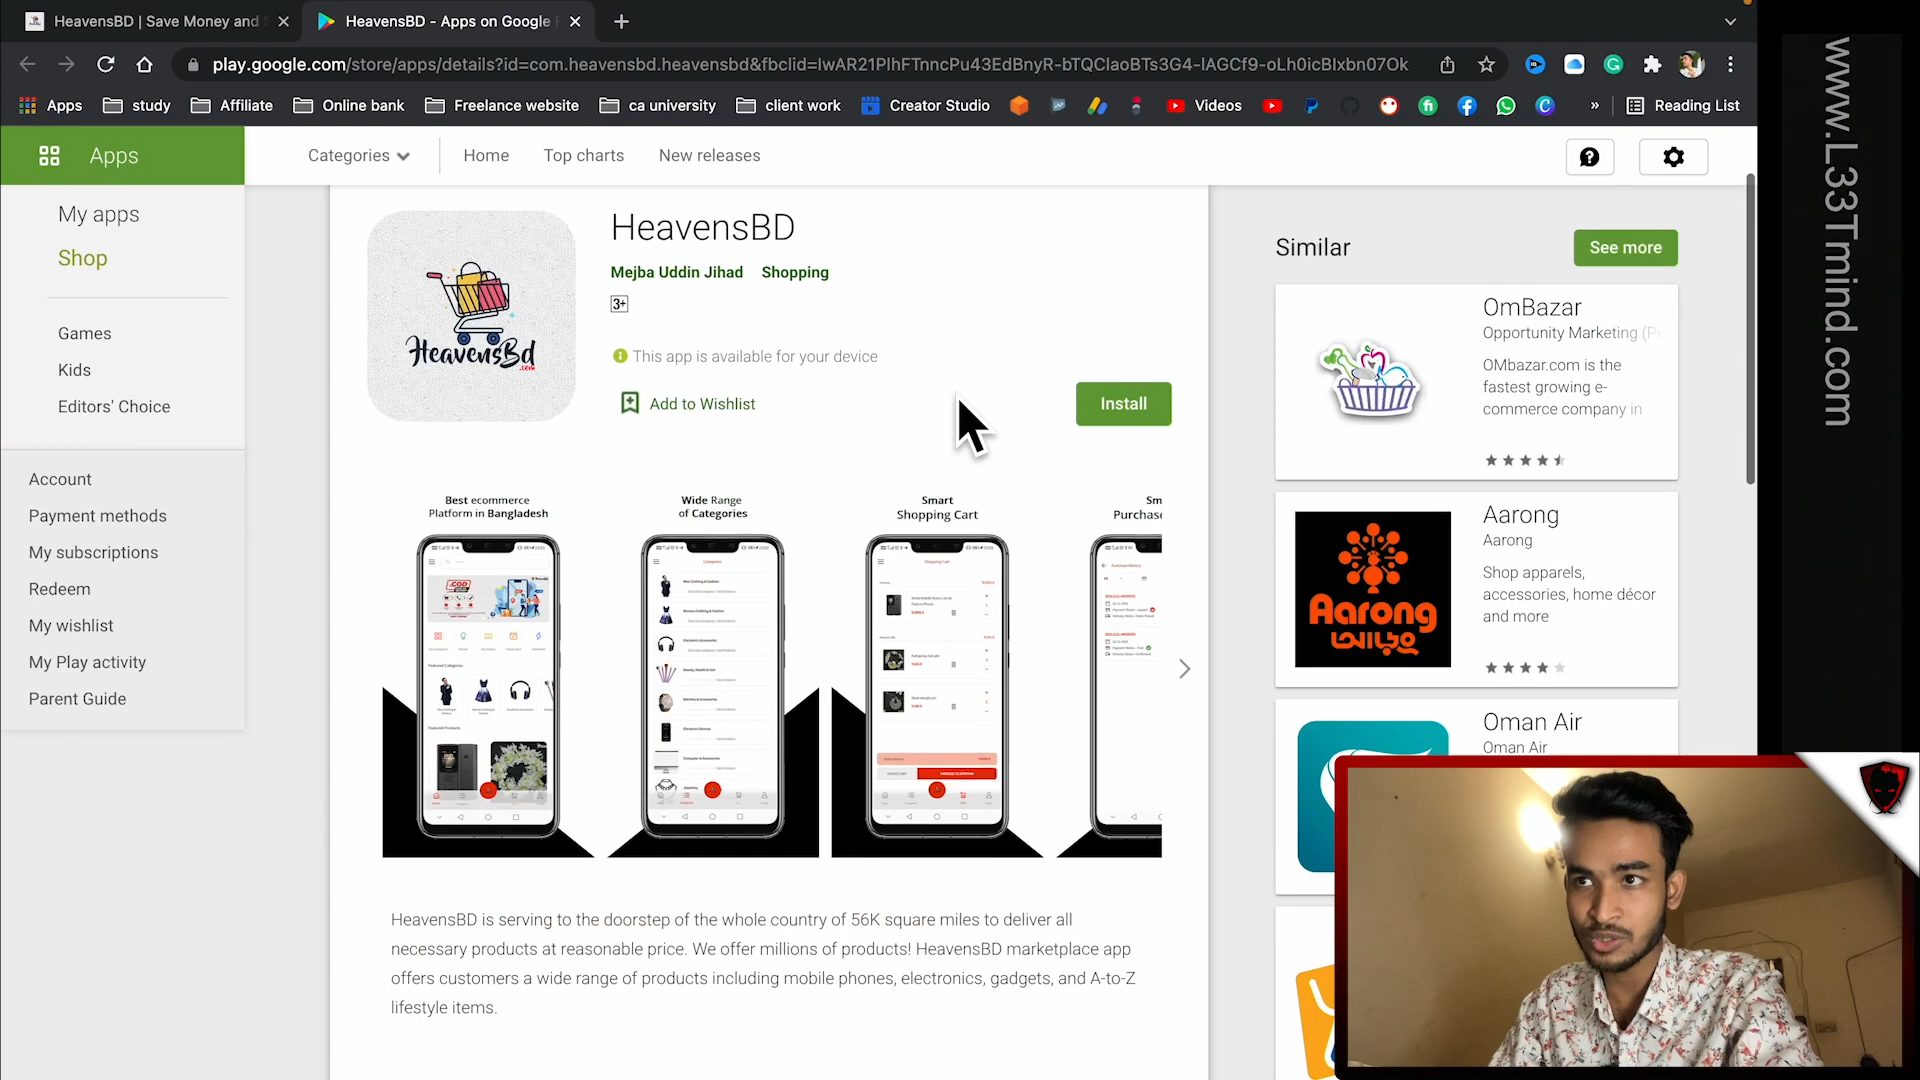 HeavensBD | Save Money and
HeavensBD - Apps on Google
play.google.com/store/apps/details?id=com.heavensbd.heavensbd&fbclid=IwAR21PlhFTnncPu43EdBnyR-bTQClaoBTs3G4-lAGCf9-oLh0icBIxbn07Ok
Apps study Affiliate Online bank Freelance website ca university client work Creator Studio Videos » Reading List
Apps
Categories Home Top charts New releases
My apps
Shop
Games
Kids
Editors' Choice
Account
Payment methods
My subscriptions
Redeem
My wishlist
My Play activity
Parent Guide
HeavensBd
.com
HeavensBD
Mejba Uddin Jihad Shopping
3+
This app is available for your device
Add to Wishlist
Install
Best ecommerce
Platform in Bangladesh
Wide Range
of Categories
Smart
Shopping Cart
Sm
Purchase
HeavensBD is serving to the doorstep of the whole country of 56K square miles to deliver all
necessary products at reasonable price. We offer millions of products! HeavensBD marketplace app
offers customers a wide range of products including mobile phones, electronics, gadgets, and A-to-Z
lifestyle items.
Similar
See more
OmBazar
Opportunity Marketing (P
OMbazar.com is the
fastest growing e-
commerce company in
Aarong
আড়ং
Aarong
Aarong
Shop apparels,
accessories, home décor
and more
Oman Air
Oman Air
www.L33Tmind.com